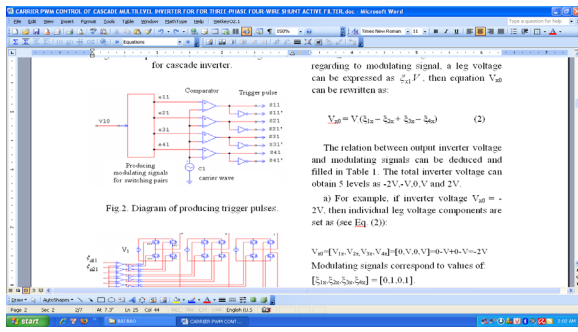 CARRIER PWM CONTROL OF CASCADE MULTILEVEL INVERTER FOR FOR THREE-PHASE FOUR-WIRE SHUNT ACTIVE FILTER.doc - Microsoft Word
File Edit View Insert Format Tools Table Window MathType Help
Type a question for help
150%
Times New Roman
11
Equations
for cascade inverter.
Comparator
Trigger pulse
v10
e11
e21
e31
e41
S11
S11'
S21
S21'
S31
S31'
S41
S41'
C1
carrier wave
Producing
modulating signals
for switching pairs
Fig.2. Diagram of producing trigger pulses.
V₁
regarding to modulating signal, a leg voltage
can be expressed as ξx1V, then equation Vx0
can be rewritten as:
Vx0 = V(ξ1x − ξ2x + ξ3x − ξ4x) (2)
The relation between output inverter voltage
and modulating signals can be deduced and
filled in Table 1. The total inverter voltage can
obtain 5 levels as -2V,-V,0,V and 2V.
a) For example, if inverter voltage Vx0 = -
2V, then individual leg voltage components are
set as (see Eq. (2)):
Vx0=[V1x,V2x,V3x,V4x]=[0,V,0,V]=0-V+0-V=-2V
Modulating signals correspond to values of:
[ξ1x,ξ2x,ξ3x,ξ4x] = [0,1,0,1].
Draw AutoShapes
Page 2 Sec 2 2/6 At 7.3" Ln 25 Col 44 REC TRK EXT OVR English (U.S
start
BAI BAO
CARRIER PWM CONT...